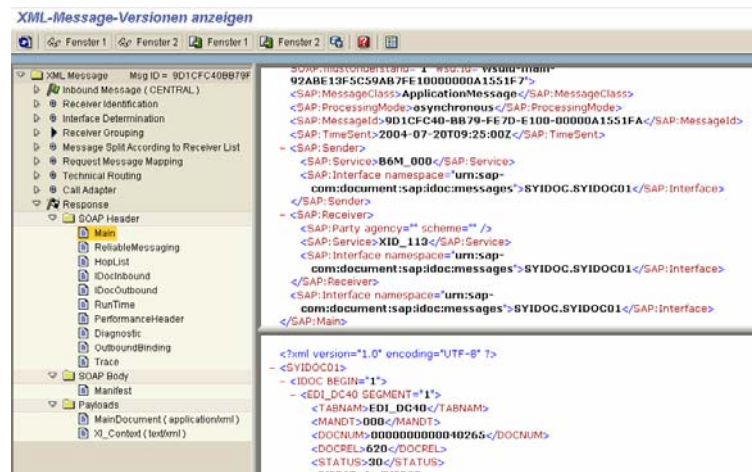 XML-Message-Versionen anzeigen
Fenster 1 Fenster 2 Fenster 1 Fenster 2
XML Message Msg ID = 9D1CFC40BB79F
Inbound Message ( CENTRAL )
Receiver Identification
Interface Determination
Receiver Grouping
Message Split According to Receiver List
Request Message Mapping
Technical Routing
Call Adapter
Response
SOAP Header
Main
ReliableMessaging
HopList
IDocInbound
IDocOutbound
RunTime
PerformanceHeader
Diagnostic
OutboundBinding
Trace
SOAP Body
Manifest
Payloads
MainDocument ( application/xml )
XI_Context ( text/xml )
92ABE13F5C59AB7FE10000000A1551F7">
<SAP:MessageClass>ApplicationMessage</SAP:MessageClass>
<SAP:ProcessingMode>asynchronous</SAP:ProcessingMode>
<SAP:MessageId>9D1CFC40-BB79-FE7D-E100-00000A1551FA</SAP:MessageId>
<SAP:TimeSent>2004-07-20T09:25:00Z</SAP:TimeSent>
- <SAP:Sender>
<SAP:Service>B6M_000</SAP:Service>
<SAP:Interface namespace="urn:sap-
com:document:sap:idoc:messages">SYIDOC.SYIDOC01</SAP:Interface>
</SAP:Sender>
- <SAP:Receiver>
<SAP:Party agency="" scheme="" />
<SAP:Service>XID_113</SAP:Service>
<SAP:Interface namespace="urn:sap-
com:document:sap:idoc:messages">SYIDOC.SYIDOC01</SAP:Interface>
</SAP:Receiver>
<SAP:Interface namespace="urn:sap-
com:document:sap:idoc:messages">SYIDOC.SYIDOC01</SAP:Interface>
</SAP:Main>
<?xml version="1.0" encoding="UTF-8" ?>
- <SYIDOC01>
- <IDOC BEGIN="1">
- <EDI_DC40 SEGMENT="1">
<TABNAM>EDI_DC40</TABNAM>
<MANDT>000</MANDT>
<DOCNUM>0000000000040265</DOCNUM>
<DOCREL>620</DOCREL>
<STATUS>30</STATUS>